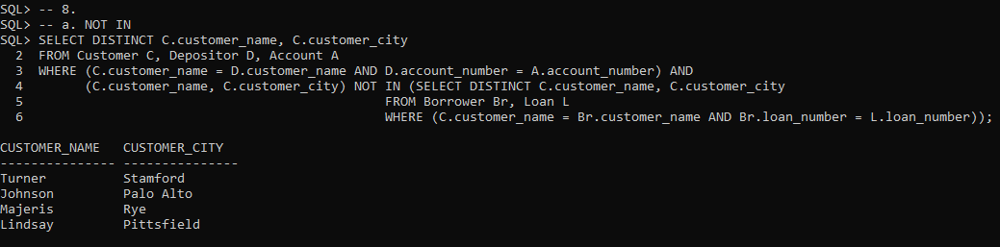 SQL> -- 8.
SQL> -- a. NOT IN
SQL> SELECT DISTINCT C.customer_name, C.customer_city
  2  FROM Customer C, Depositor D, Account A
  3  WHERE (C.customer_name = D.customer_name AND D.account_number = A.account_number) AND
  4        (C.customer_name, C.customer_city) NOT IN (SELECT DISTINCT C.customer_name, C.customer_city
  5                                               FROM Borrower Br, Loan L
  6                                               WHERE (C.customer_name = Br.customer_name AND Br.loan_number = L.loan_number));
CUSTOMER_NAME   CUSTOMER_CITY
--------------- ---------------
Turner          Stamford
Johnson         Palo Alto
Majeris         Rye
Lindsay         Pittsfield